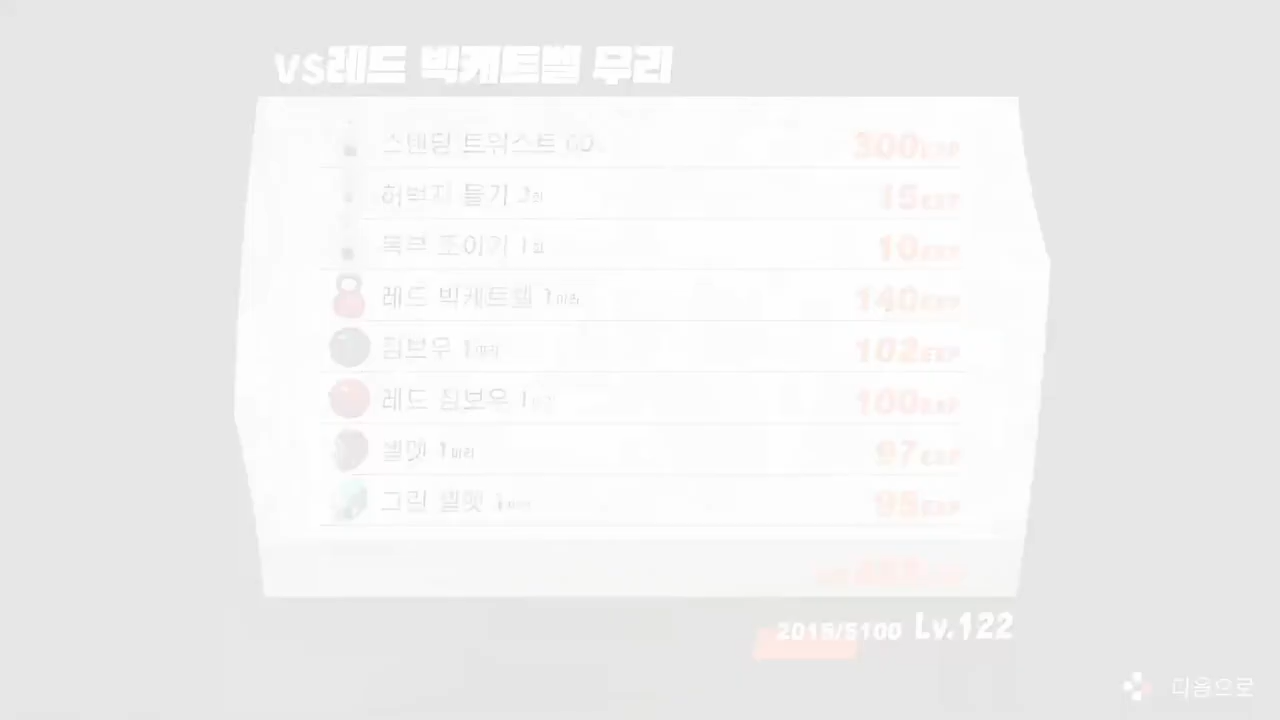 vs레드 빅케트벨 무리
스탠딩 트위스트
300EXP
허벅지 들기
15EXP
복부 조이기 1회
10EXP
레드 빅케트벨 1마리
140EXP
짐보우 1마리
102EXP
레드 짐보우 1마리
100EXP
벨멧 1마리
97EXP
그린 벨멧 1마리
95EXP
2015/5100 Lv.122
다음으로